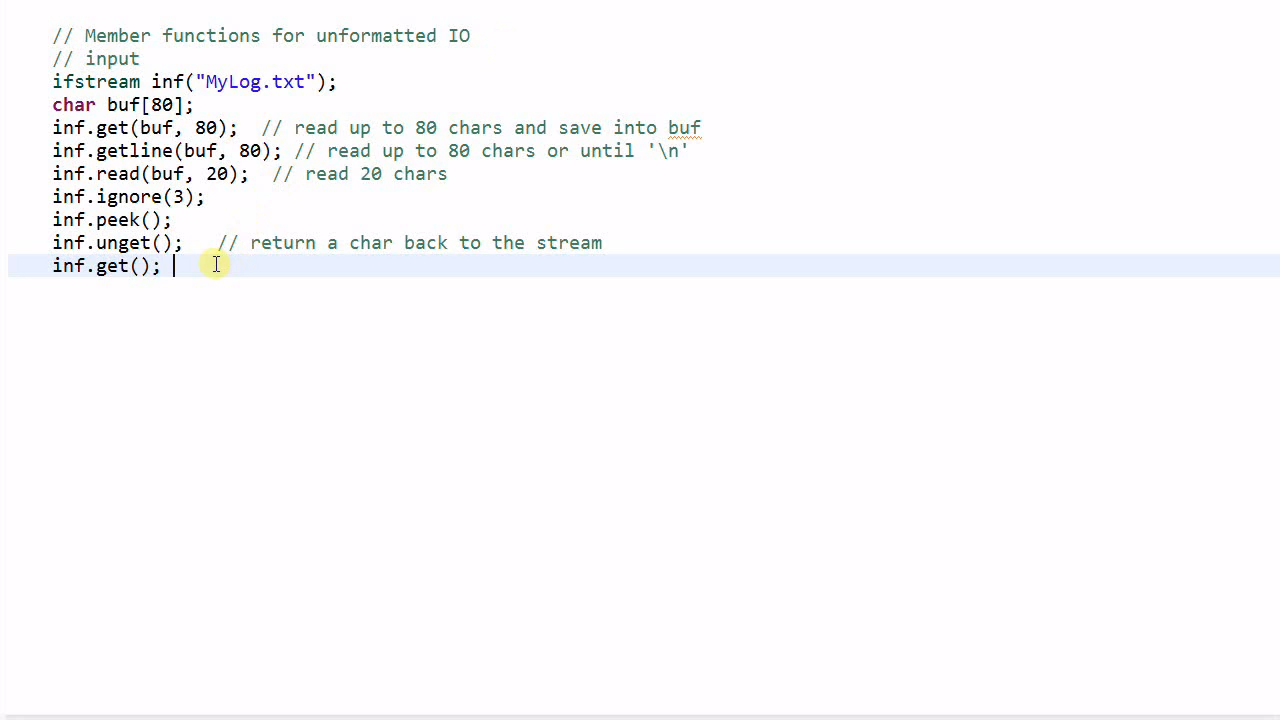 // Member functions for unformatted IO
// input
ifstream inf("MyLog.txt");
char buf[80];
inf.get(buf, 80);  // read up to 80 chars and save into buf
inf.getline(buf, 80); // read up to 80 chars or until '\n'
inf.read(buf, 20);  // read 20 chars
inf.ignore(3);
inf.peek();
inf.unget();   // return a char back to the stream
inf.get();